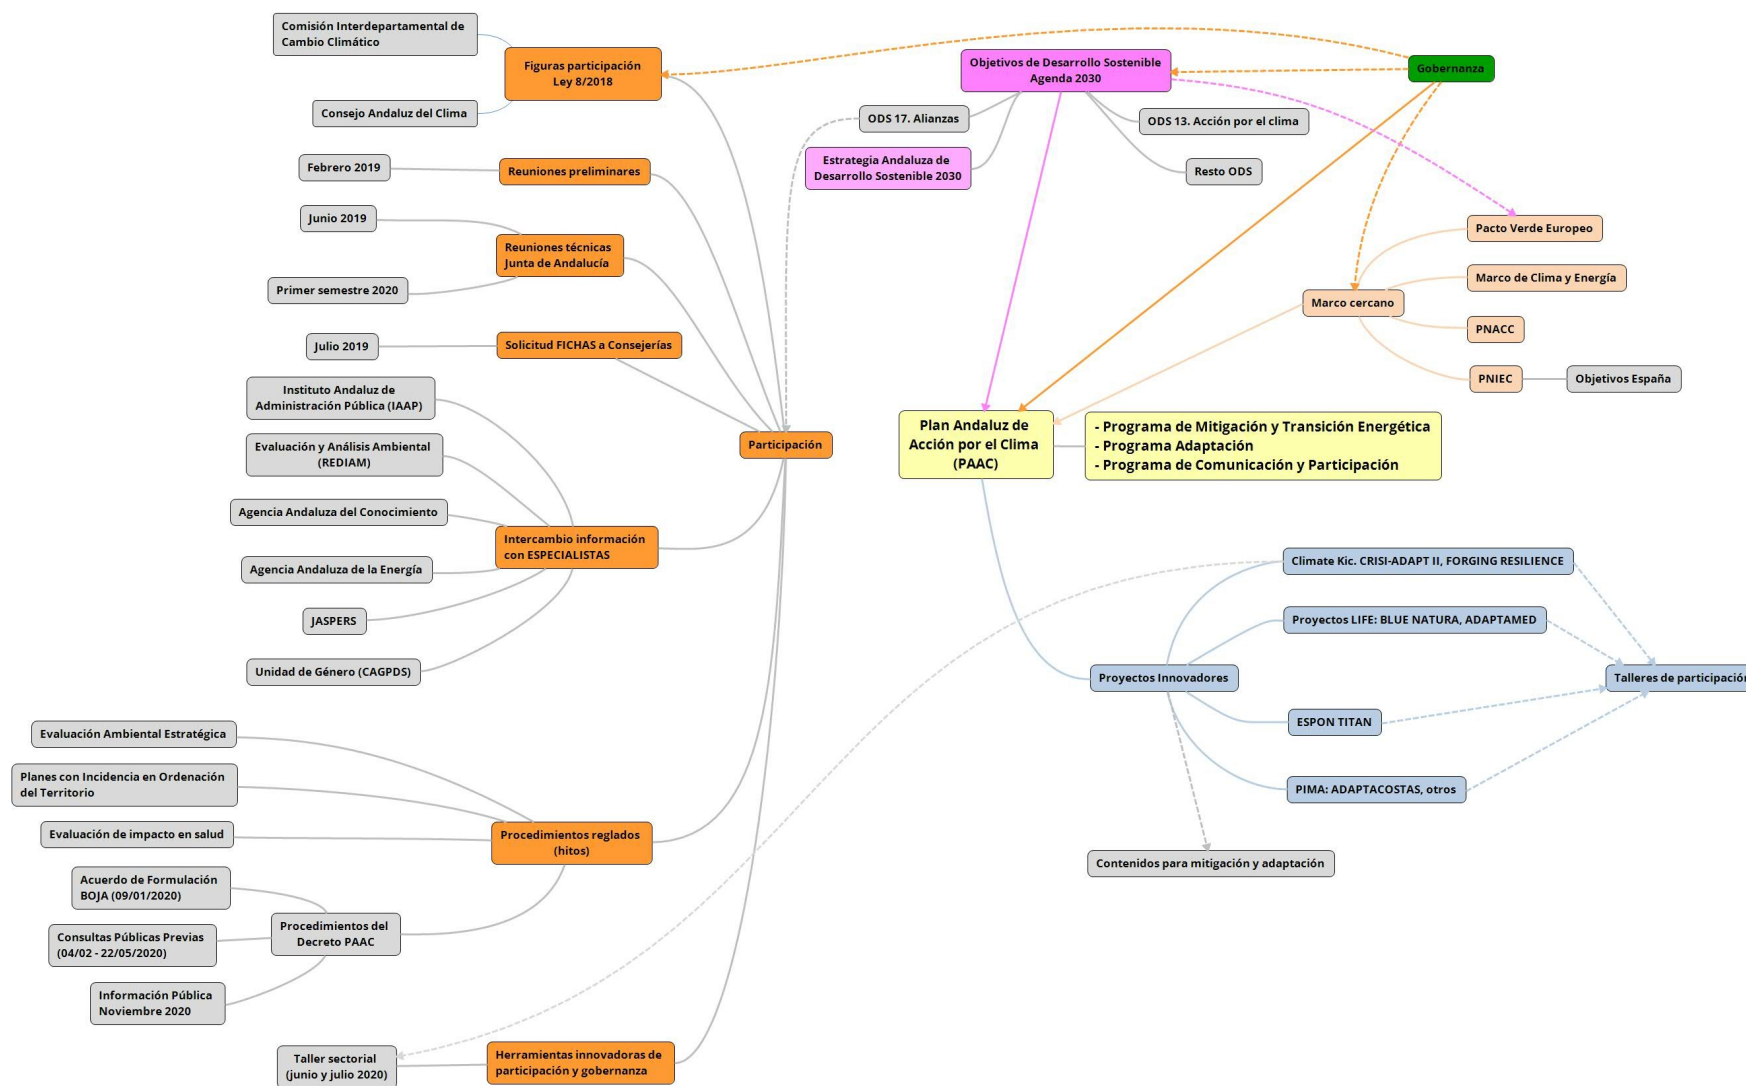 Comisión Interdepartamental de
Cambio Climático
Figuras participación
Ley 8/2018
Consejo Andaluz del Clima
Objetivos de Desarrollo Sostenible
Agenda 2030
Gobernanza
ODS 17. Alianzas
ODS 13. Acción por el clima
Estrategia Andaluza de
Desarrollo Sostenible 2030
Resto ODS
Febrero 2019
Reuniones preliminares
Junio 2019
Reuniones técnicas
Junta de Andalucía
Primer semestre 2020
Pacto Verde Europeo
Marco de Clima y Energía
Marco cercano
PNACC
PNIEC
Objetivos España
Julio 2019
Solicitud FICHAS a Consejerías
Instituto Andaluz de
Administración Pública (IAAP)
Evaluación y Análisis Ambiental
(REDIAM)
Participación
Plan Andaluz de
Acción por el Clima
(PAAC)
- Programa de Mitigación y Transición Energética
- Programa Adaptación
- Programa de Comunicación y Participación
Agencia Andaluza del Conocimiento
Intercambio información
con ESPECIALISTAS
Agencia Andaluza de la Energía
JASPERS
Unidad de Género (CAGPDS)
Climate Kic. CRISI-ADAPT II, FORGING RESILIENCE
Proyectos LIFE: BLUE NATURA, ADAPTAMED
Proyectos Innovadores
Talleres de participación
ESPON TITAN
PIMA: ADAPTACOSTAS, otros
Contenidos para mitigación y adaptación
Evaluación Ambiental Estratégica
Planes con Incidencia en Ordenación
del Territorio
Evaluación de impacto en salud
Procedimientos reglados
(hitos)
Acuerdo de Formulación
BOJA (09/01/2020)
Procedimientos del
Decreto PAAC
Consultas Públicas Previas
(04/02 - 22/05/2020)
Información Pública
Noviembre 2020
Taller sectorial
(junio y julio 2020)
Herramientas innovadoras de
participación y gobernanza